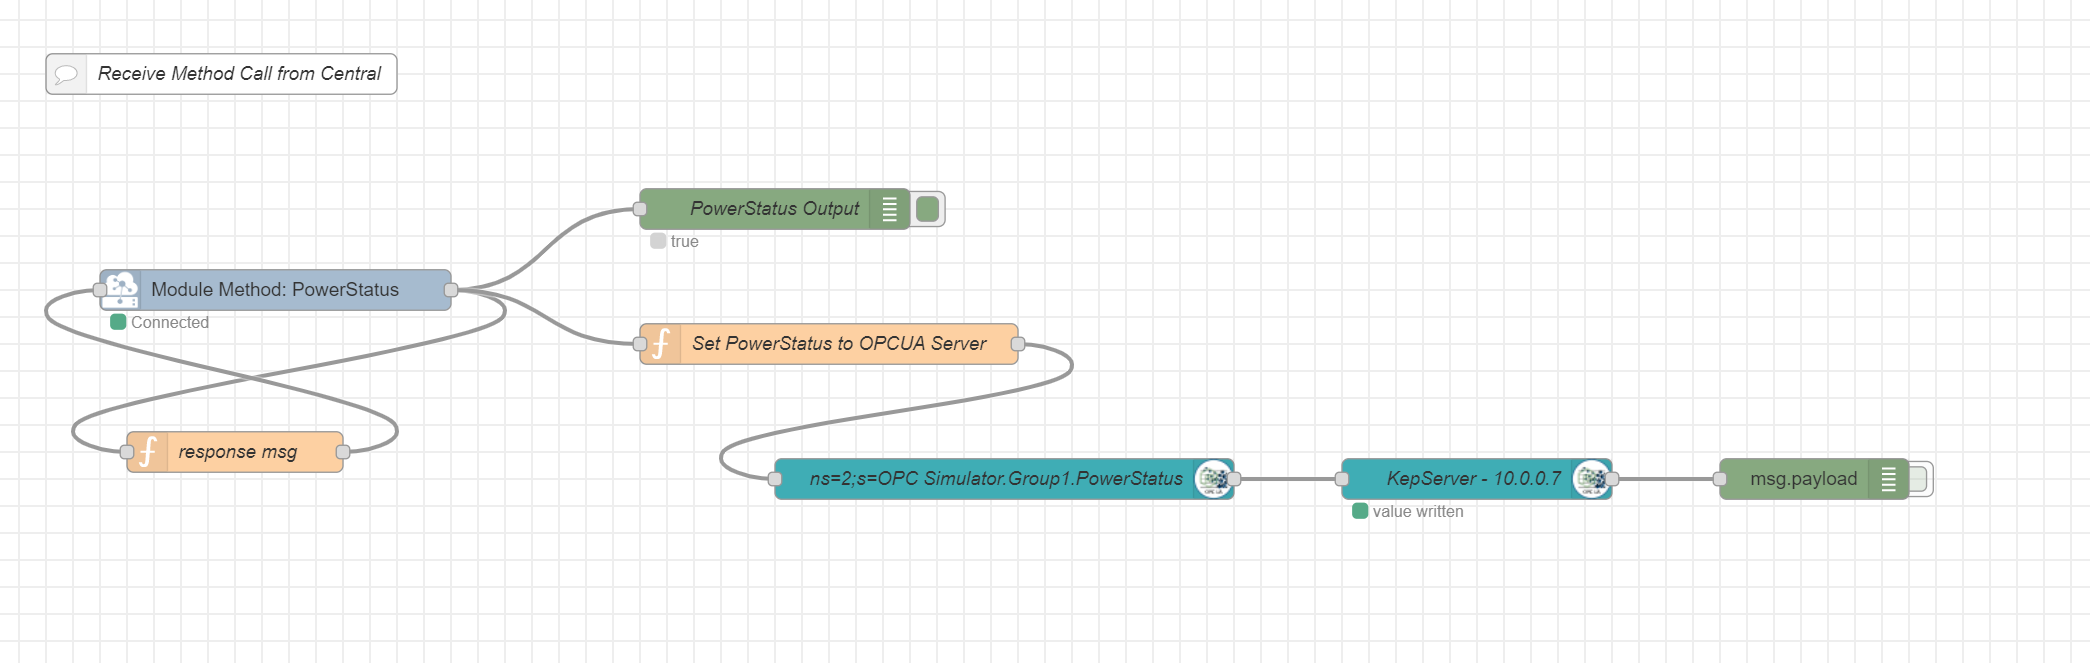 Receive Method Call from Central
PowerStatus Output
true
Module Method: PowerStatus
Connected
Set PowerStatus to OPCUA Server
response msg
ns=2;s=OPC Simulator.Group1.PowerStatus
KepServer - 10.0.0.7
value written
msg.payload